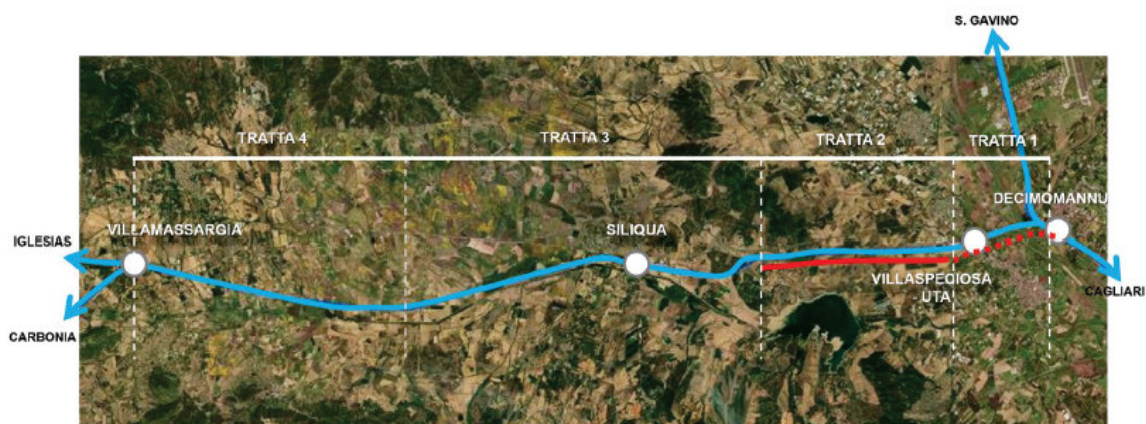 S. GAVINO
TRATTA 4
TRATTA 3
TRATTA 2
TRATTA 1
DECIMOMANNU
VILLAMASSARGIA
SILIQUA
IGLESIAS
VILLASPECIOSA
UTA
CAGLIARI
CARBONIA